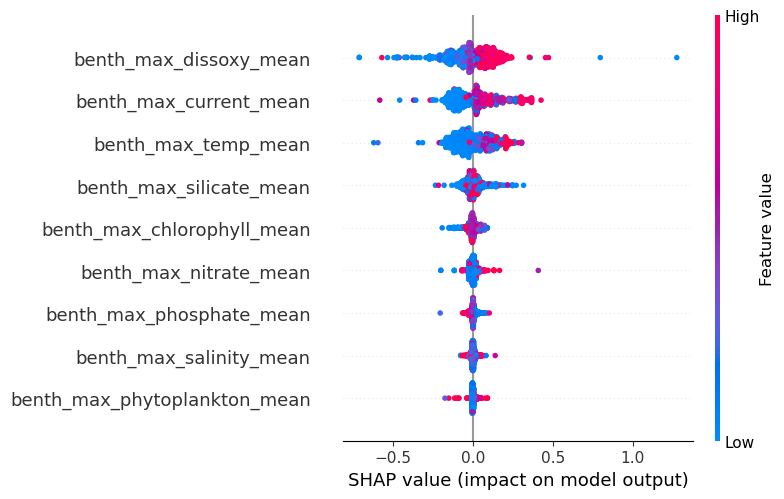 High
benth_max_dissoxy_mean
benth_max_current_mean
benth_max_temp_mean
benth_max_silicate_mean
benth_max_chlorophyll_mean
benth_max_nitrate_mean
benth_max_phosphate_mean
benth_max_salinity_mean
benth_max_phytoplankton_mean
Feature value
Low
−0.5 0.0 0.5 1.0
SHAP value (impact on model output)